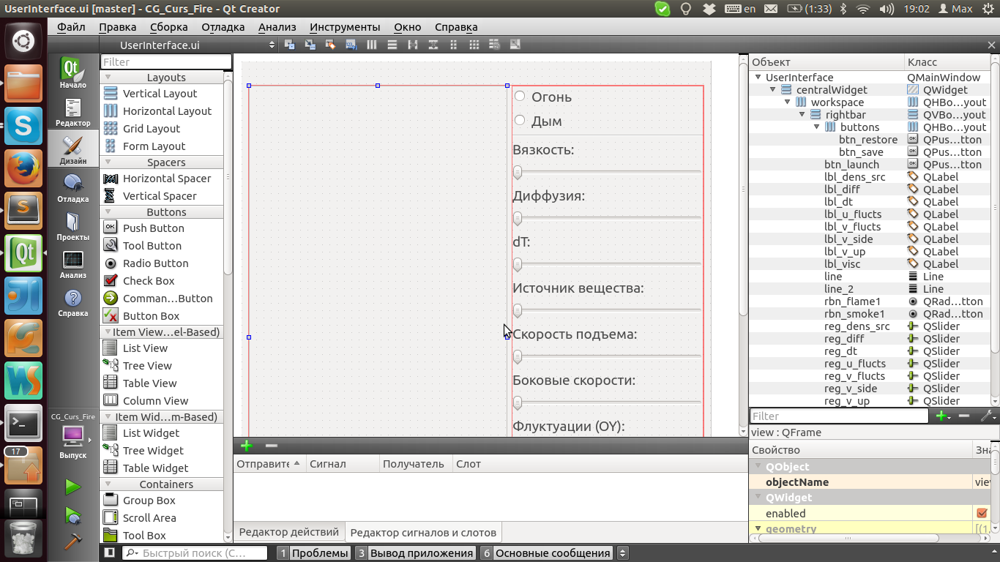 UserInterface.ui [master] - CG_Curs_Fire - Qt Creator
en
(1:33)
19:02
Max
Файл Правка Сборка Отладка Анализ Инструменты Окно Справка
UserInterface.ui
Начало
Редактор
Дизайн
Отладка
Проекты
Анализ
Справка
CG_Curs_Fire
Выпуск
17
Filter
Layouts
Vertical Layout
Horizontal Layout
Grid Layout
Form Layout
Spacers
Horizontal Spacer
Vertical Spacer
Buttons
Push Button
Tool Button
Radio Button
Check Box
Comman…Button
Button Box
Item View…el-Based)
List View
Tree View
Table View
Column View
Item Wid…m-Based)
List Widget
Tree Widget
Table Widget
Containers
Group Box
Scroll Area
Tool Box
Огонь
Дым
Вязкость:
Диффузия:
dT:
Источник вещества:
Скорость подъема:
Боковые скорости:
Флуктуации (OY):
Отправите Сигнал Получатель Слот
Редактор действий Редактор сигналов и слотов
Объект Класс
UserInterface QMainWindow
centralWidget QWidget
workspace QHBo…yout
rightbar QVBo…yout
buttons QHBo…yout
btn_restore QPus…tton
btn_save QPus…tton
btn_launch QPus…tton
lbl_dens_src QLabel
lbl_diff QLabel
lbl_dt QLabel
lbl_u_flucts QLabel
lbl_v_flucts QLabel
lbl_v_side QLabel
lbl_v_up QLabel
lbl_visc QLabel
line Line
line_2 Line
rbn_flame1 QRad…tton
rbn_smoke1 QRad…tton
reg_dens_src QSlider
reg_diff QSlider
reg_dt QSlider
reg_u_flucts QSlider
reg_v_flucts QSlider
reg_v_side QSlider
reg_v_up QSlider
Filter
view : QFrame
Свойство Зна
QObject
objectName vie
QWidget
enabled
geometry [(1,
Быстрый поиск (C…
1 Проблемы 3 Вывод приложения 6 Основные сообщения